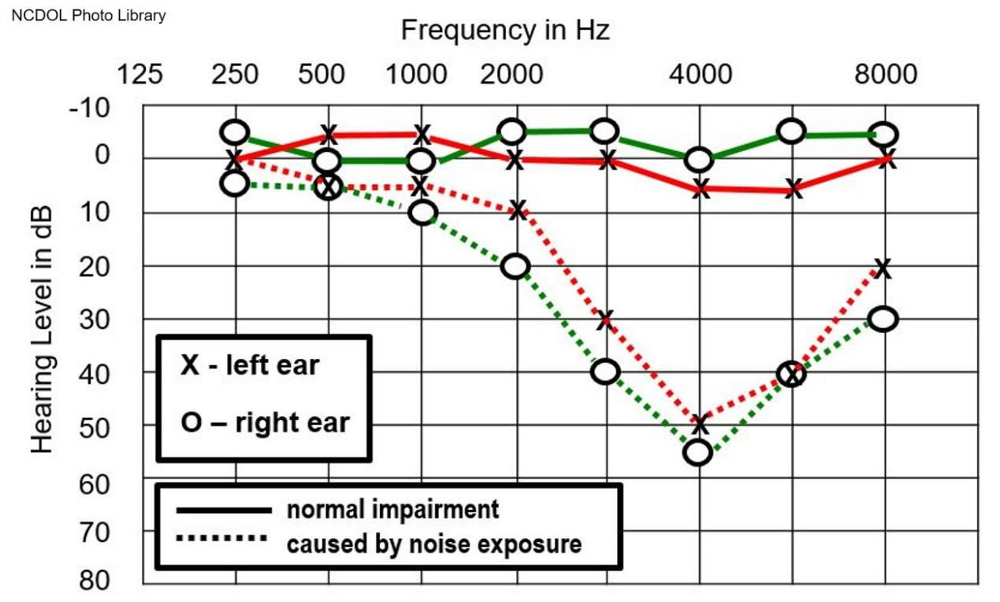 NCDOL Photo Library
Frequency in Hz
125 250 500 1000 2000 4000 8000
Hearing Level in dB
-10
0
10
20
30
40
50
60
70
80
X - left ear
O – right ear
normal impairment
caused by noise exposure